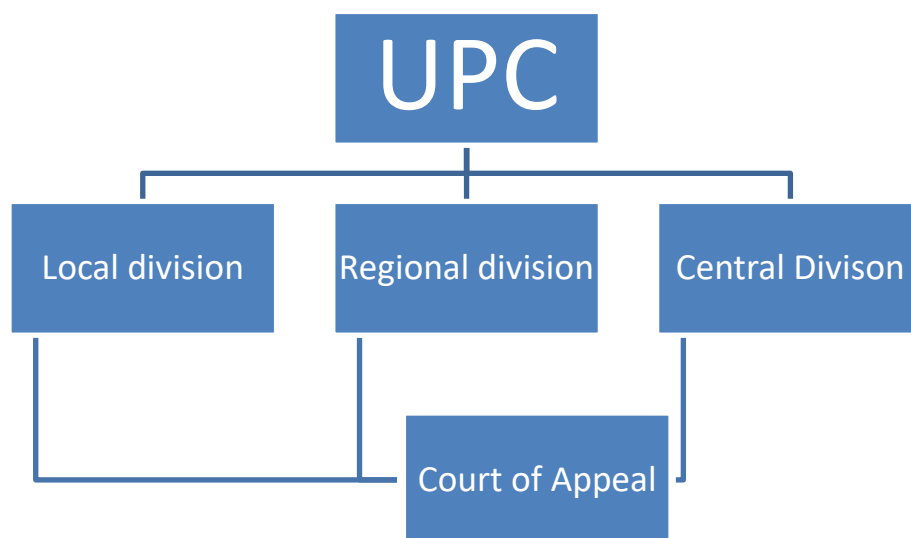 UPC
Local division
Regional division
Central Divison
Court of Appeal